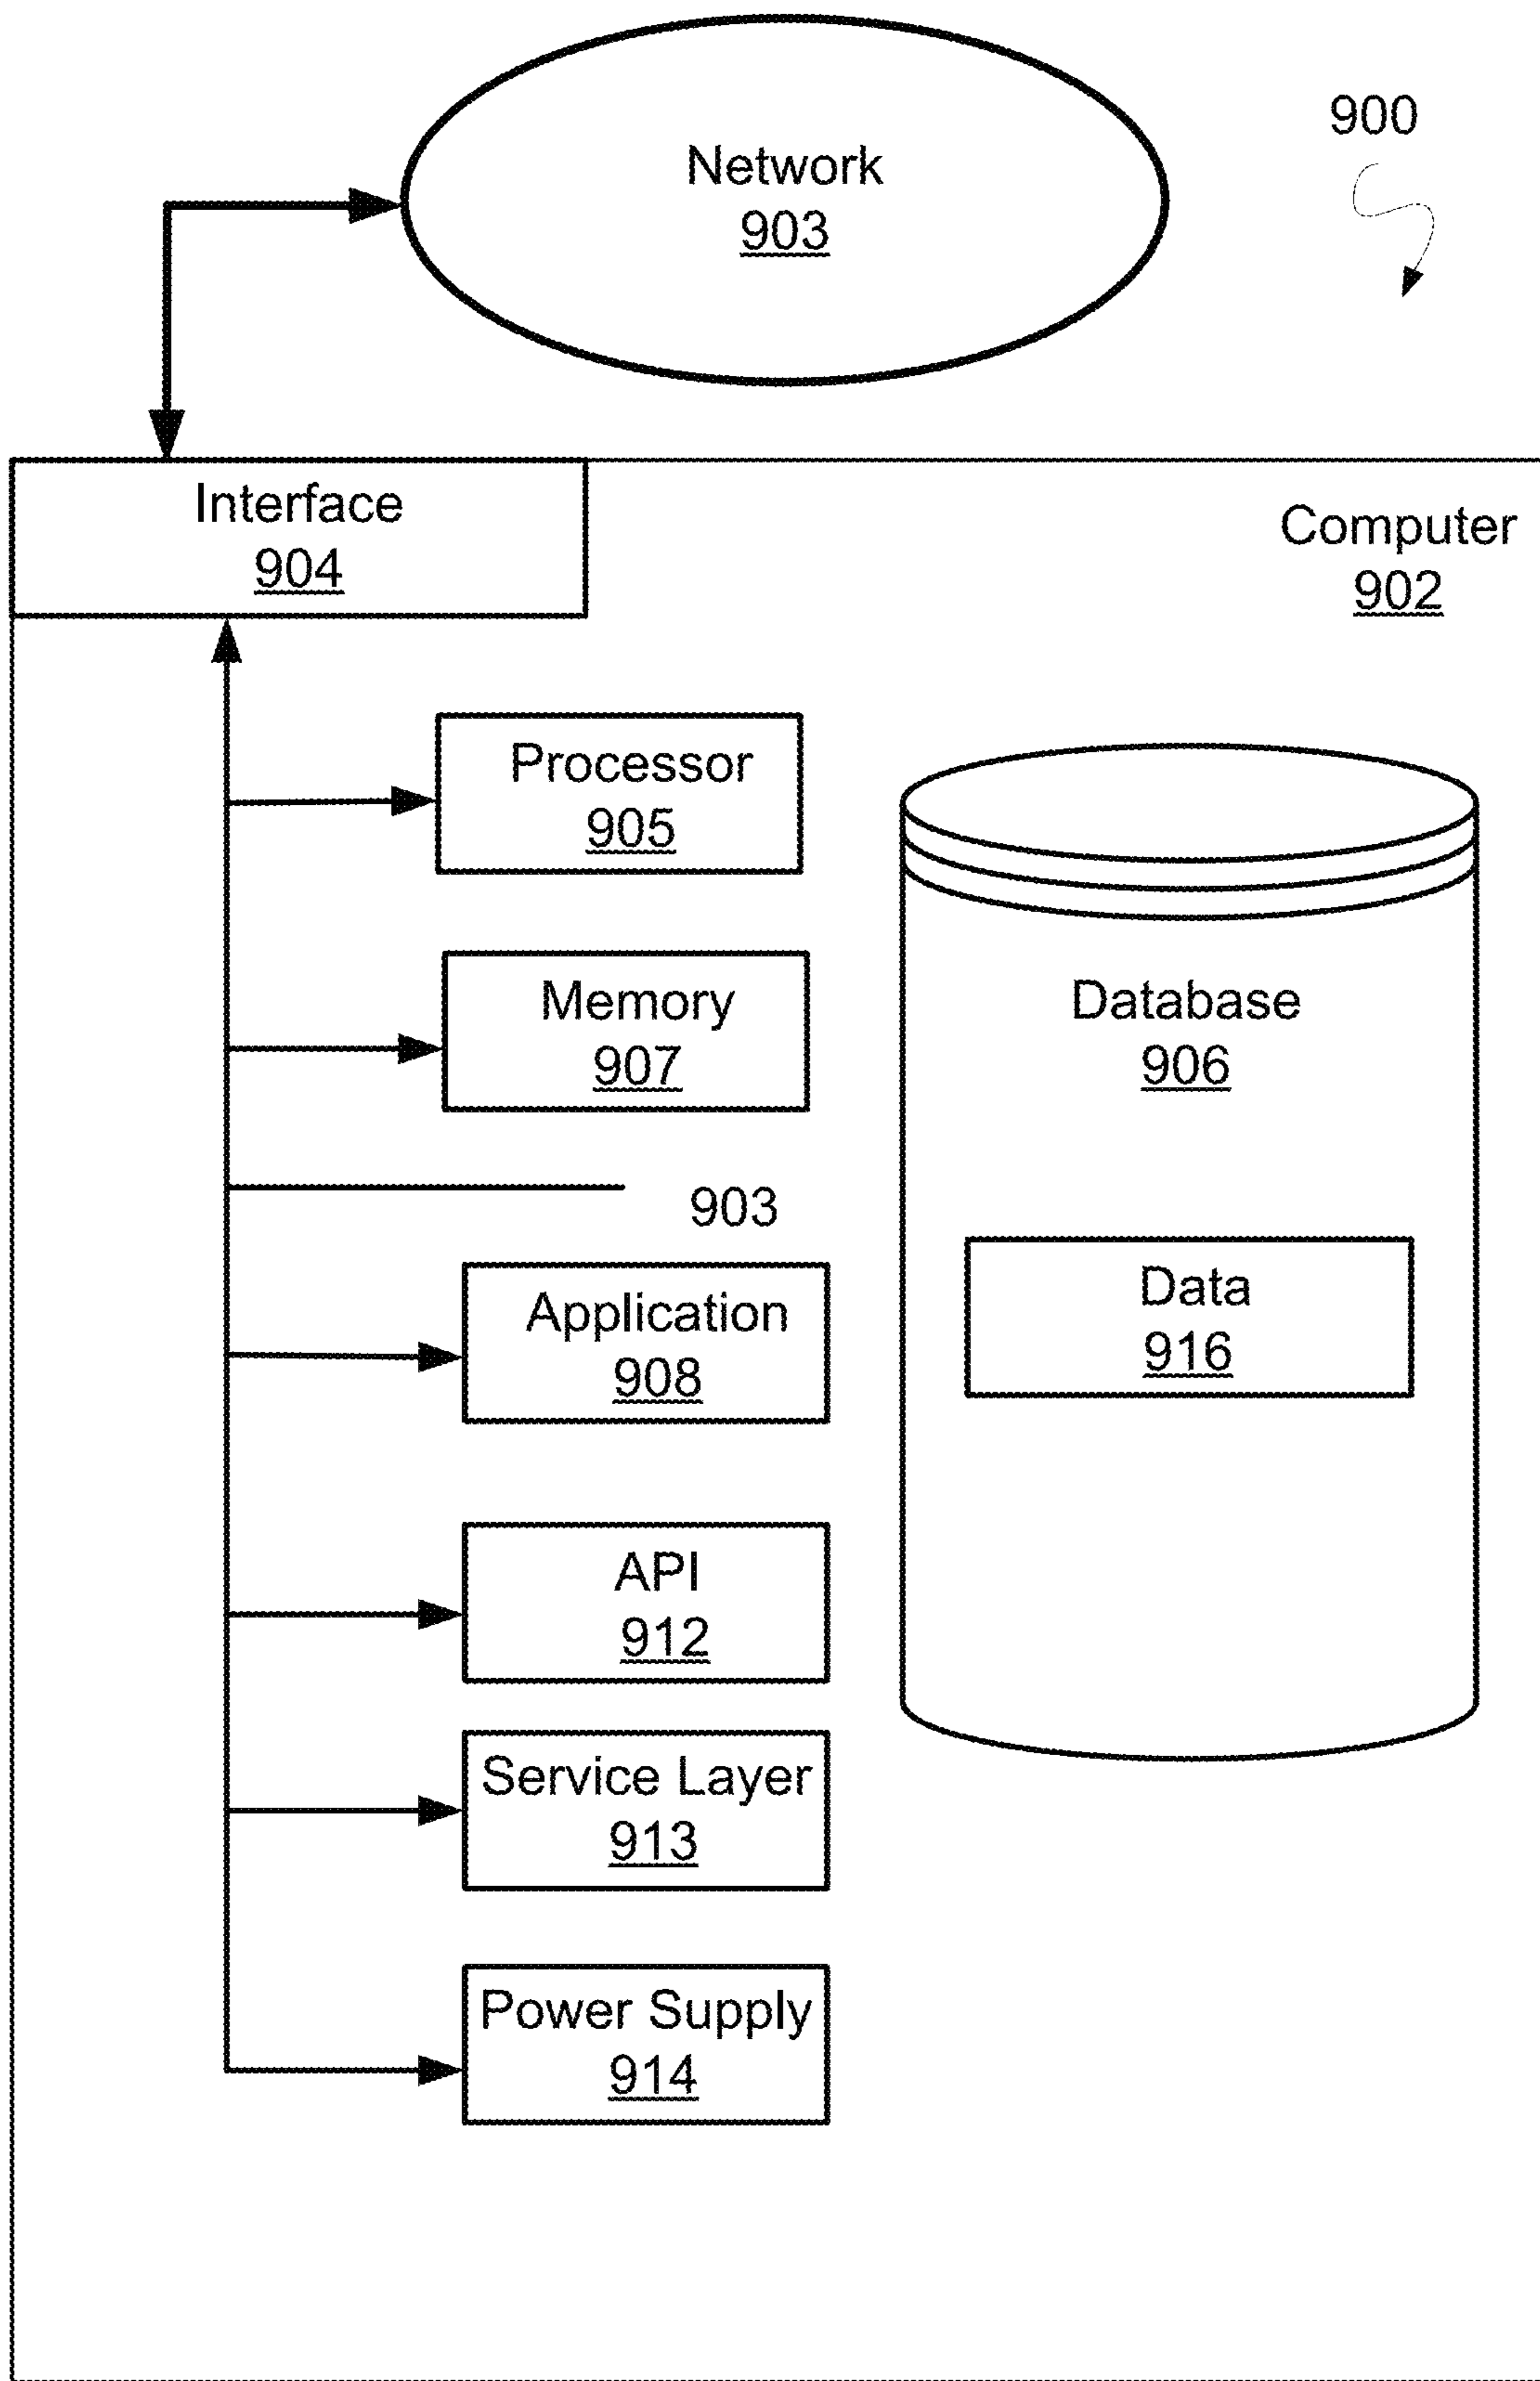 Network
903
900
Interface
904
Computer
902
Processor
905
Memory
907
Database
906
903
Data
916
Application
908
API
912
Service Layer
913
Power Supply
914